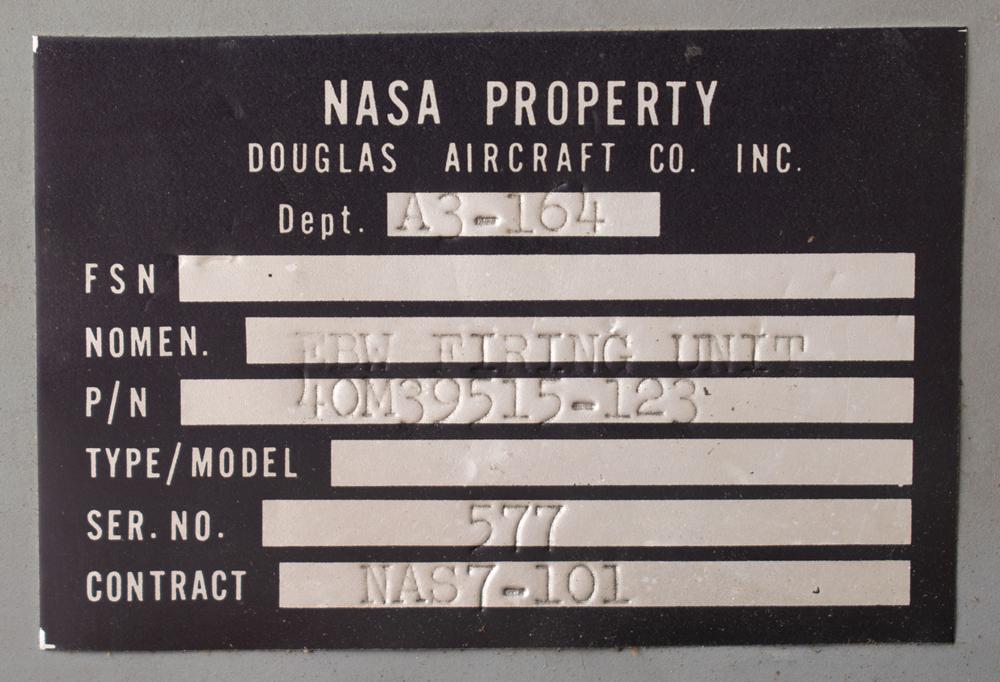 NASA PROPERTY
DOUGLAS AIRCRAFT CO. INC.
Dept. A3-164
FSN
NOMEN. EBW FIRING UNIT
P/N 40M39515-123
TYPE/MODEL
SER. NO. 577
CONTRACT NAS7-101